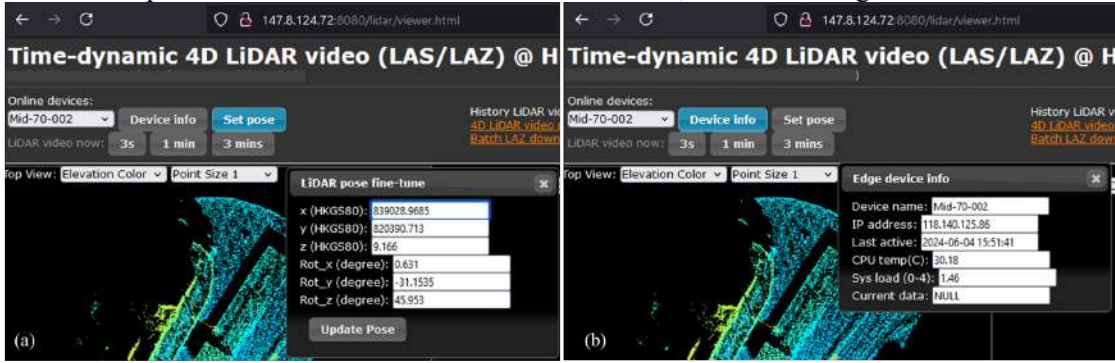 147.8.124.72:8080/lidar/viewer.html
Time-dynamic 4D LiDAR video (LAS/LAZ) @ H
Online devices:
Mid-70-002 Device info Set pose
History LiDAR vi
4D LiDAR video
Batch LAZ down
LiDAR video now: 3s 1 min 3 mins
Top View: Elevation Color Point Size 1
LiDAR pose fine-tune
x (HKGS80): 839028.9685
y (HKGS80): 820390.713
z (HKGS80): 9.166
Rot_x (degree): 0.631
Rot_y (degree): -31.1535
Rot_z (degree): 45.953
Update Pose
(a)
147.8.124.72:8080/lidar/viewer.html
Time-dynamic 4D LiDAR video (LAS/LAZ) @ H
Online devices:
Mid-70-002 Device info Set pose
History LiDAR v
4D LiDAR video
Batch LAZ down
LiDAR video now: 3s 1 min 3 mins
Top View: Elevation Color Point Size 1
Edge device info
Device name: Mid-70-002
IP address: 118.140.125.86
Last active: 2024-06-04 15:51:41
CPU temp(C): 30.18
Sys load (0-4): 1.46
Current data: NULL
(b)